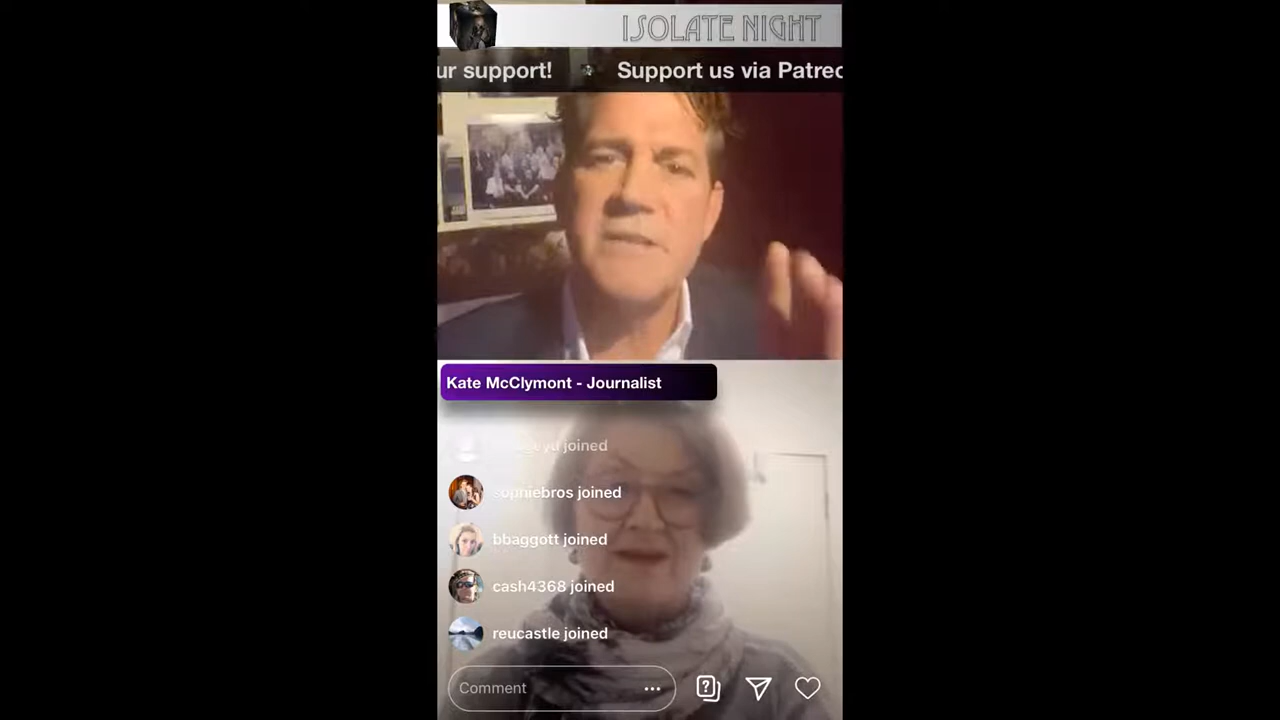 ISOLATE NIGHT
ur support! Support us via Patreo
Kate McClymont - Journalist
joined
sophiebros joined
bbaggott joined
cash4368 joined
reucastle joined
Comment